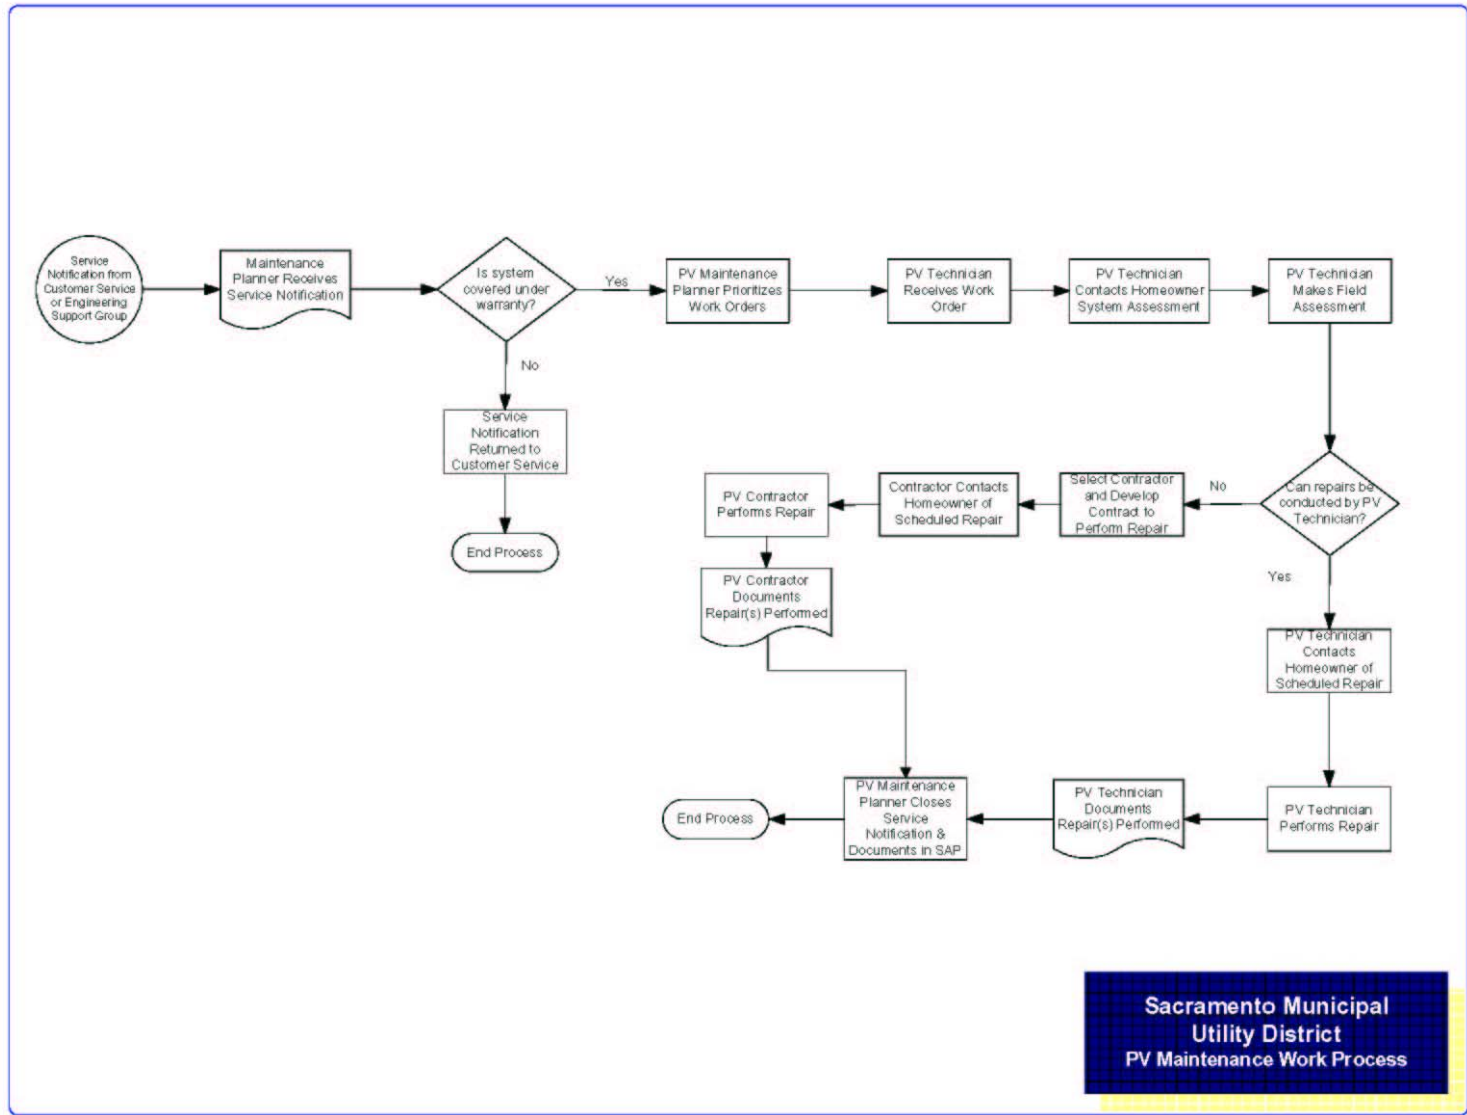 Service
Notification from
Customer Service
or Engineering
Support Group
Maintenance
Planner Receives
Service Notification
Is system
covered under
warranty?
Yes
PV Maintenance
Planner Prioritizes
Work Orders
PV Technician
Receives Work
Order
PV Technician
Contacts Homeowner
System Assessment
PV Technician
Makes Field
Assessment
No
Service
Notification
Returned to
Customer Service
End Process
Can repairs be
conducted by PV
Technician?
No
Select Contractor
and Develop
Contract to
Perform Repair
Contractor Contacts
Homeowner of
Scheduled Repair
PV Contractor
Performs Repair
PV Contractor
Documents
Repair(s) Performed
Yes
PV Technician
Contacts
Homeowner of
Scheduled Repair
PV Technician
Performs Repair
PV Technician
Documents
Repair(s) Performed
PV Maintenance
Planner Closes
Service
Notification &
Documents in SAP
End Process
Sacramento Municipal
Utility District
PV Maintenance Work Process